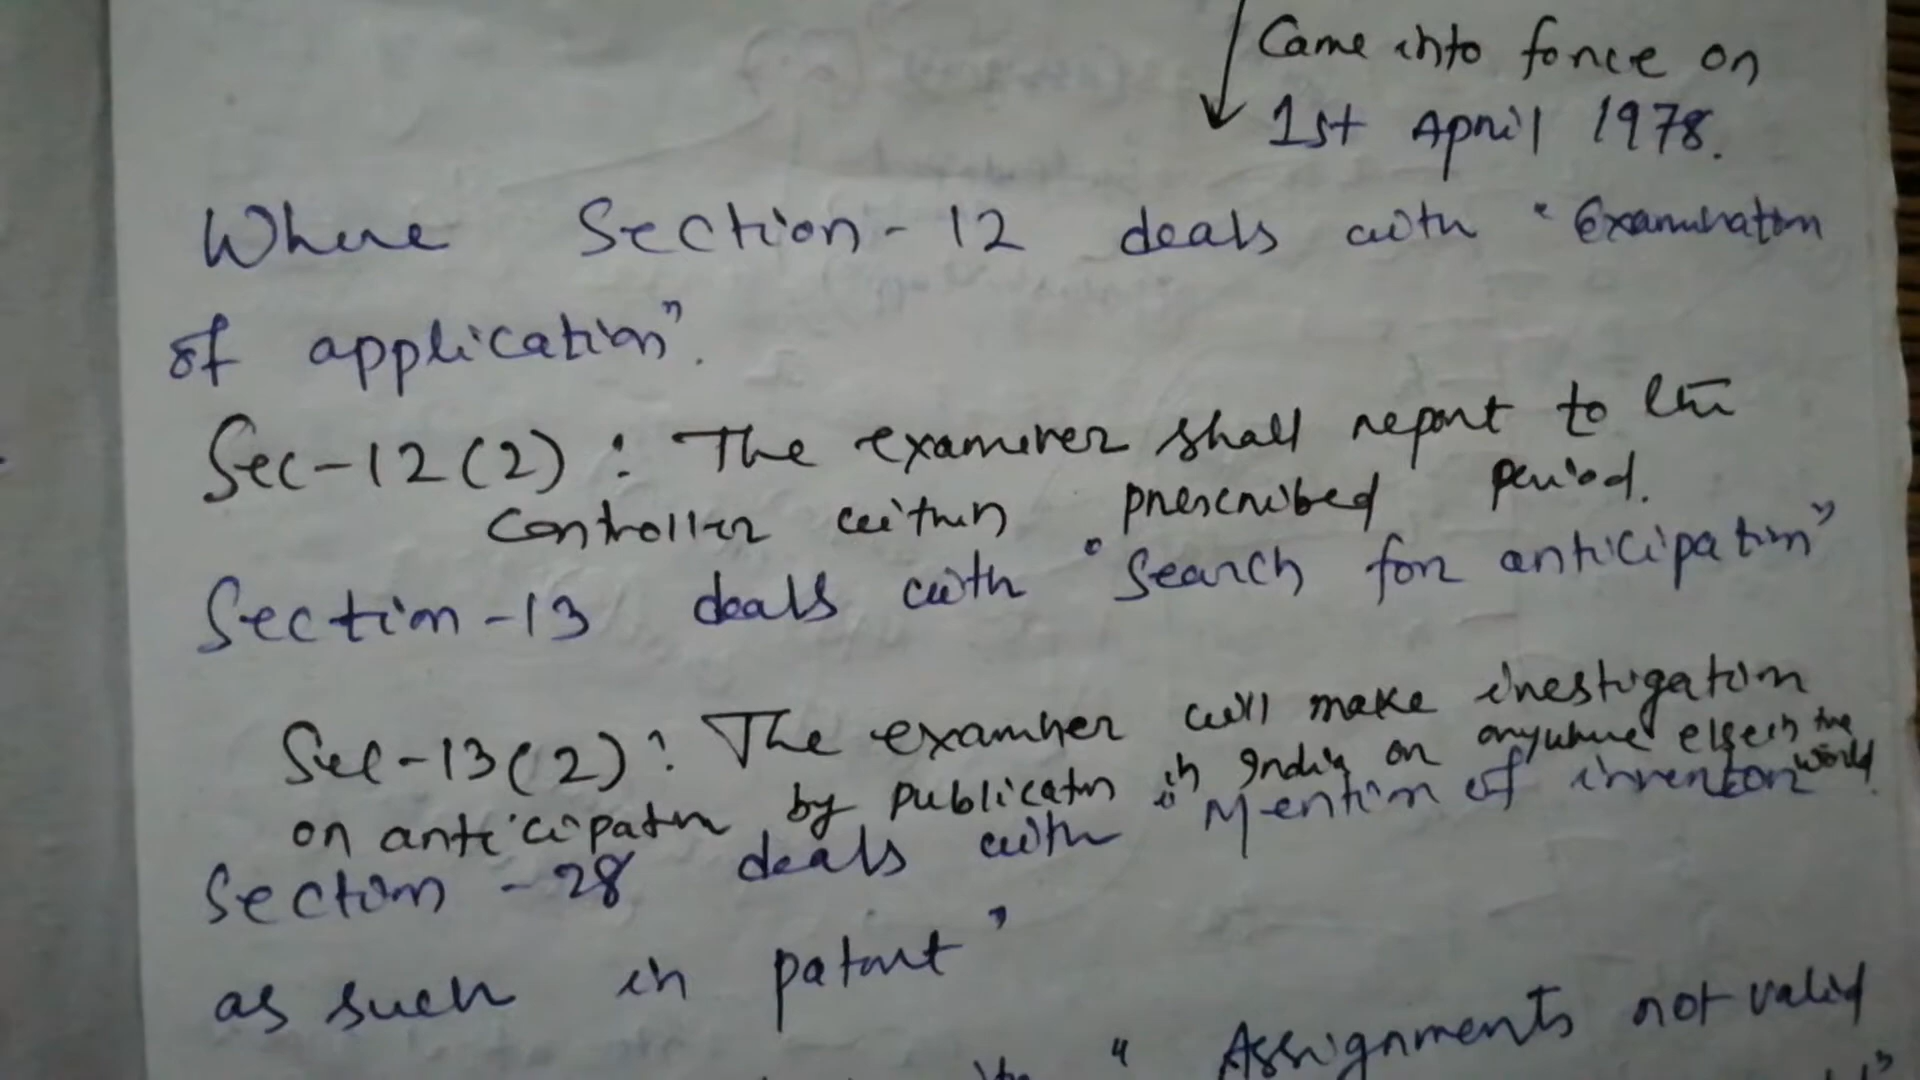 Came into force on
1st April 1978.
Where Section-12 deals with "Examination
of application".
Sec-12(2): The examiner shall report to the
controller within prescribed period.
Section-13 deals with "Search for anticipation"
Sec-13(2): The examiner will make inestigation
on anticipation by publication in India or anywhere else in the world.
Section-28 deals with "Mention of inventor
as such in patent"
" Assignments not valid